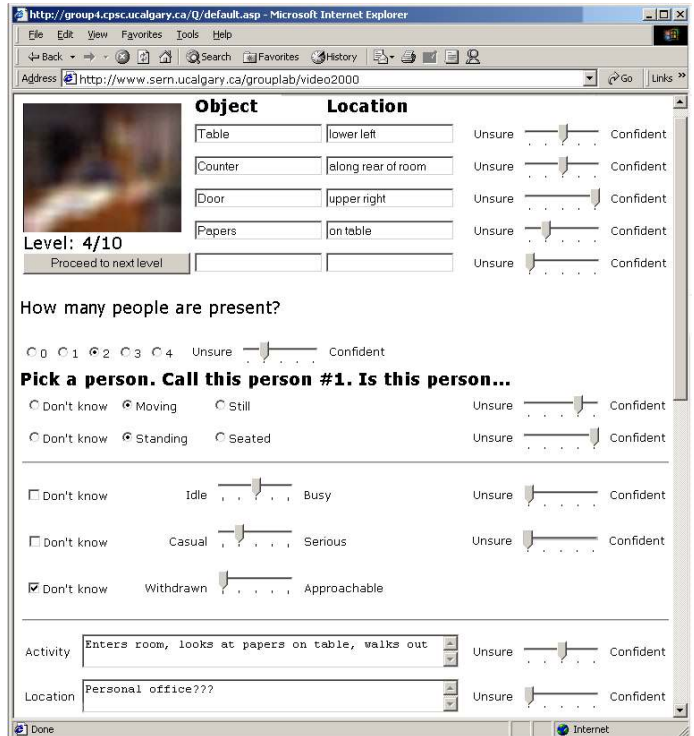 http://group4.cpsc.ucalgary.ca/Q/default.asp - Microsoft Internet Explorer
File Edit View Favorites Tools Help
Back Search Favorites History
Address http://www.sern.ucalgary.ca/grouplab/video2000 Go Links »
Object Location
Table lower left Unsure Confident
Counter along rear of room Unsure Confident
Door upper right Unsure Confident
Papers on table Unsure Confident
Level: 4/10
Proceed to next level Unsure Confident
How many people are present?
0 1 2 3 4 Unsure Confident
Pick a person. Call this person #1. Is this person...
Don't know Moving Still Unsure Confident
Don't know Standing Seated Unsure Confident
Don't know Idle Busy Unsure Confident
Don't know Casual Serious Unsure Confident
Don't know Withdrawn Approachable
Activity Enters room, looks at papers on table, walks out Unsure Confident
Location Personal office??? Unsure Confident
Done Internet